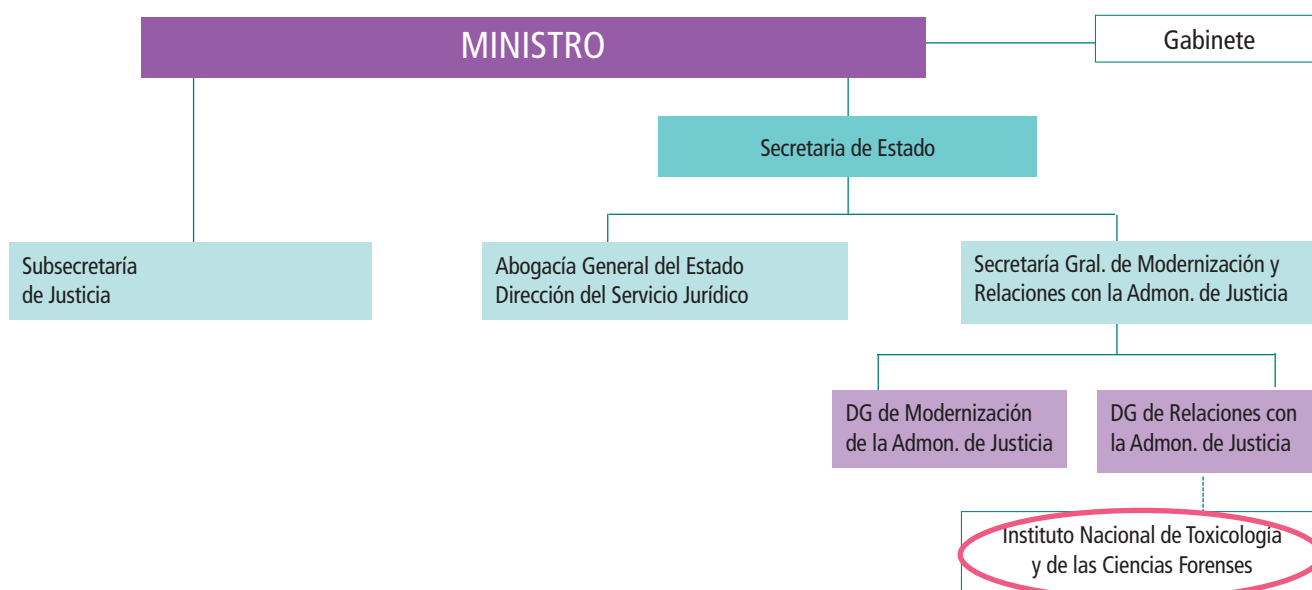 MINISTRO
Gabinete
Secretaria de Estado
Subsecretaría
de Justicia
Abogacía General del Estado
Dirección del Servicio Jurídico
Secretaría Gral. de Modernización y
Relaciones con la Admon. de Justicia
DG de Modernización
de la Admon. de Justicia
DG de Relaciones con
la Admon. de Justicia
Instituto Nacional de Toxicología
y de las Ciencias Forenses